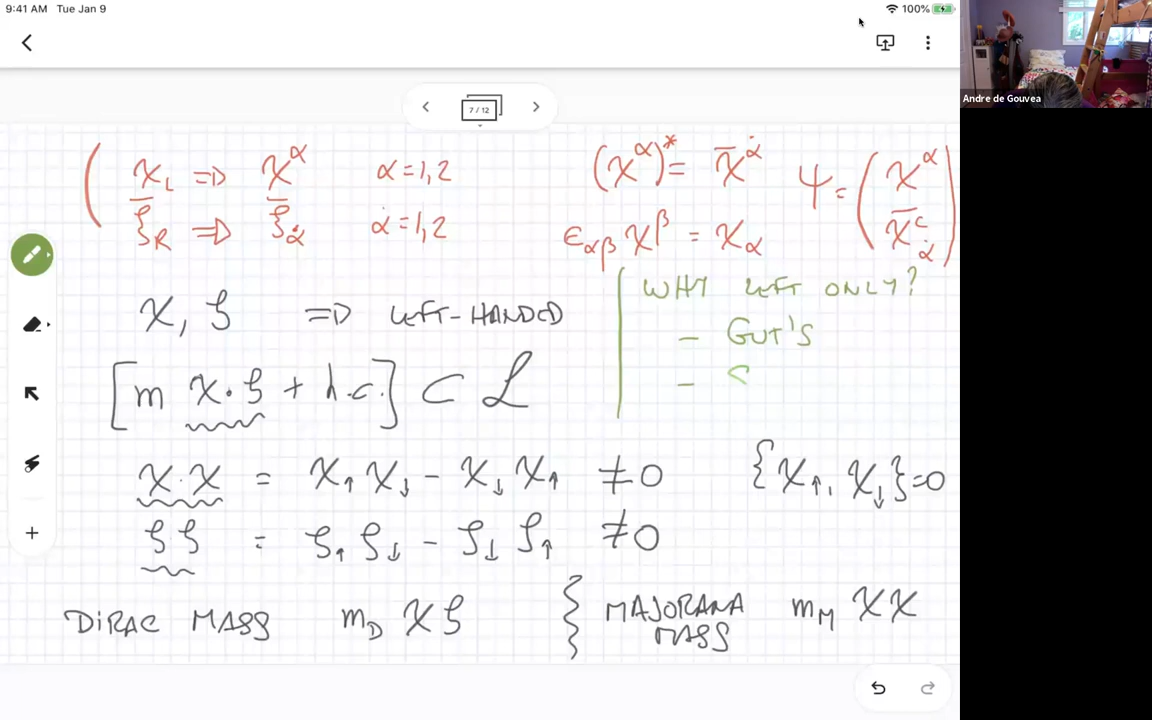 9:41 AM Tue Jan 9
100%
Andre de Gouvea
7 / 12
( χ_L ⇒ χ^α α = 1,2 (χ^α)^* = χ̄^α̇ Ψ = ( χ^α
ξ̄_R ⇒ ξ̄_α̇ α̇ = 1,2 ε_αβ χ^β = χ_α χ̄^c_α̇ )
WHY LEFT ONLY?
χ, ξ ⇒ LEFT-HANDED
- GUT'S
[m χ·ξ + h.c.] ⊂ ℒ
- S
χ·χ = χ↑ χ↓ - χ↓ χ↑ ≠ 0 {χ↑, χ↓} = 0
ξξ = ξ↑ ξ↓ - ξ↓ ξ↑ ≠ 0
DIRAC MASS m_D χξ { MAJORANA m_M χχ
MASS